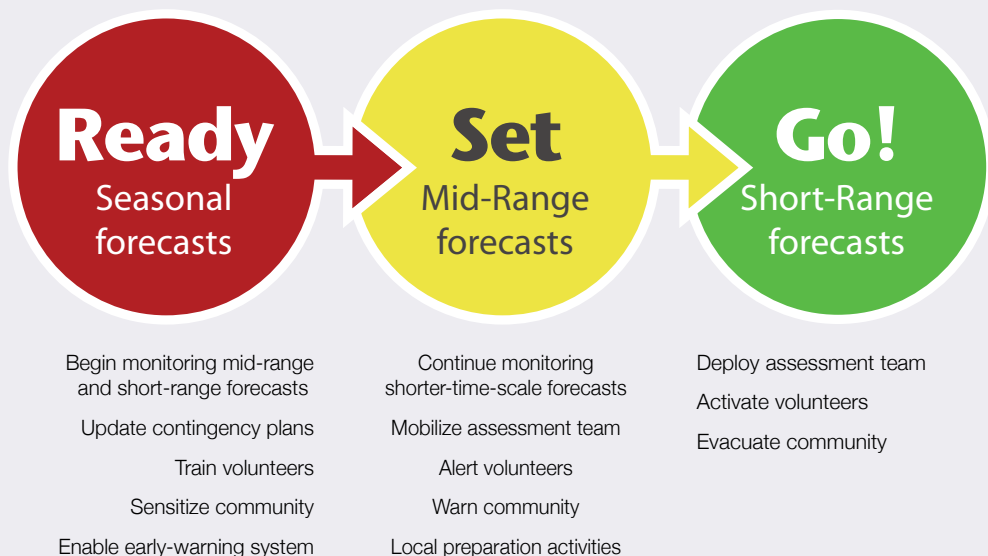 Ready
Seasonal
forecasts
Set
Mid-Range
forecasts
Go!
Short-Range
forecasts
Begin monitoring mid-range
and short-range forecasts
Update contingency plans
Train volunteers
Sensitize community
Enable early-warning system
Continue monitoring
shorter-time-scale forecasts
Mobilize assessment team
Alert volunteers
Warn community
Local preparation activities
Deploy assessment team
Activate volunteers
Evacuate community